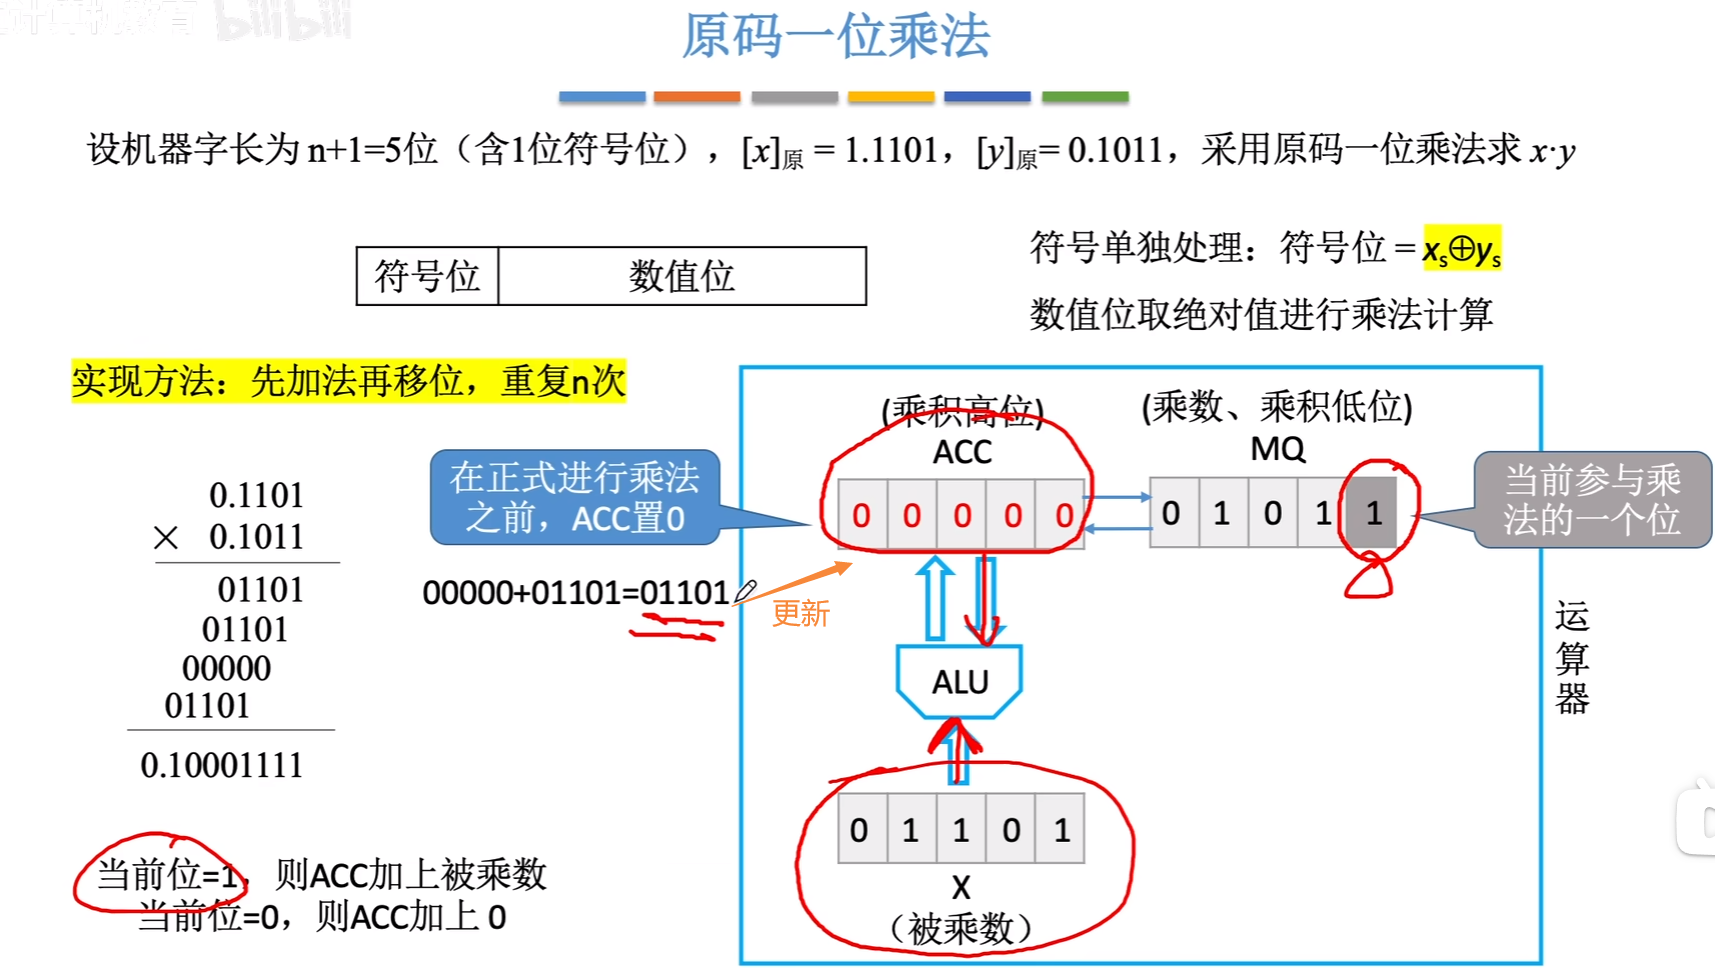 计算机教育 bilibili
原码一位乘法
设机器字长为 n+1=5位（含1位符号位），[x]原 = 1.1101，[y]原= 0.1011，采用原码一位乘法求 x·y
符号位 数值位
符号单独处理：符号位 = xs⊕ys
数值位取绝对值进行乘法计算
实现方法：先加法再移位，重复n次
(乘积高位)
ACC
(乘数、乘积低位)
MQ
在正式进行乘法
之前，ACC置0
0 0 0 0 0
0 1 0 1 1
当前参与乘
法的一个位
0.1101
× 0.1011
01101
01101
00000
01101
0.10001111
00000+01101=01101
更新
ALU
运
算
器
0 1 1 0 1
X
（被乘数）
当前位=1，则ACC加上被乘数
当前位=0，则ACC加上 0